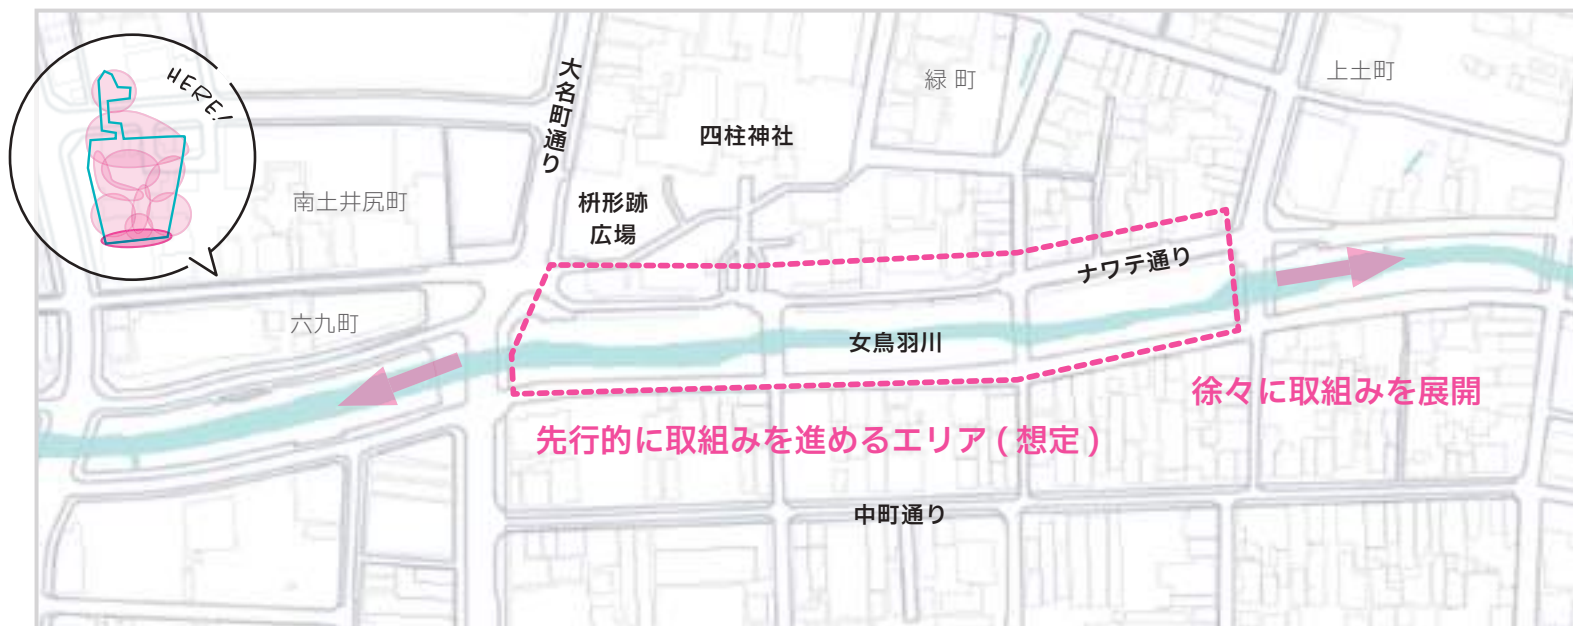 HERE!
大名町通り
緑 町
上土町
四柱神社
南土井尻町
枡形跡
広場
ナワテ通り
六九町
女鳥羽川
徐々に取組みを展開
先行的に取組みを進めるエリア ( 想定 )
中町通り